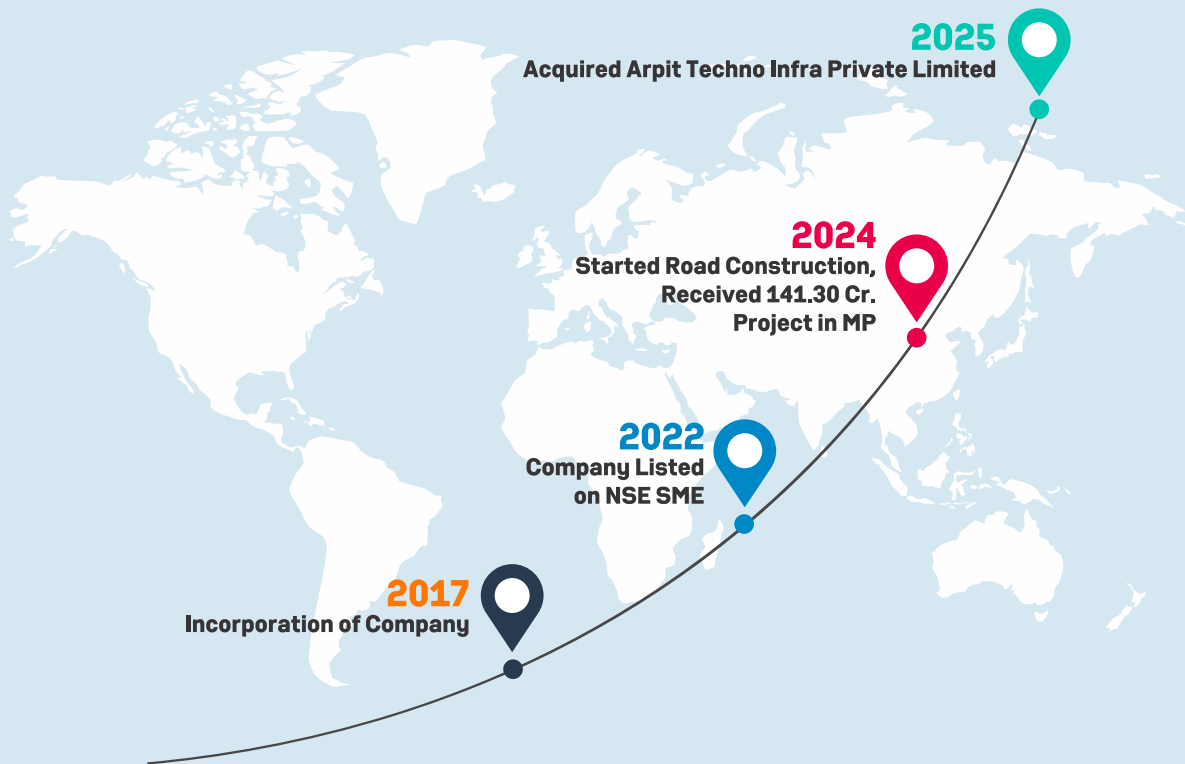 2025
Acquired Arpit Techno Infra Private Limited
2024
Started Road Construction,
Received 141.30 Cr.
Project in MP
2022
Company Listed
on NSE SME
2017
Incorporation of Company